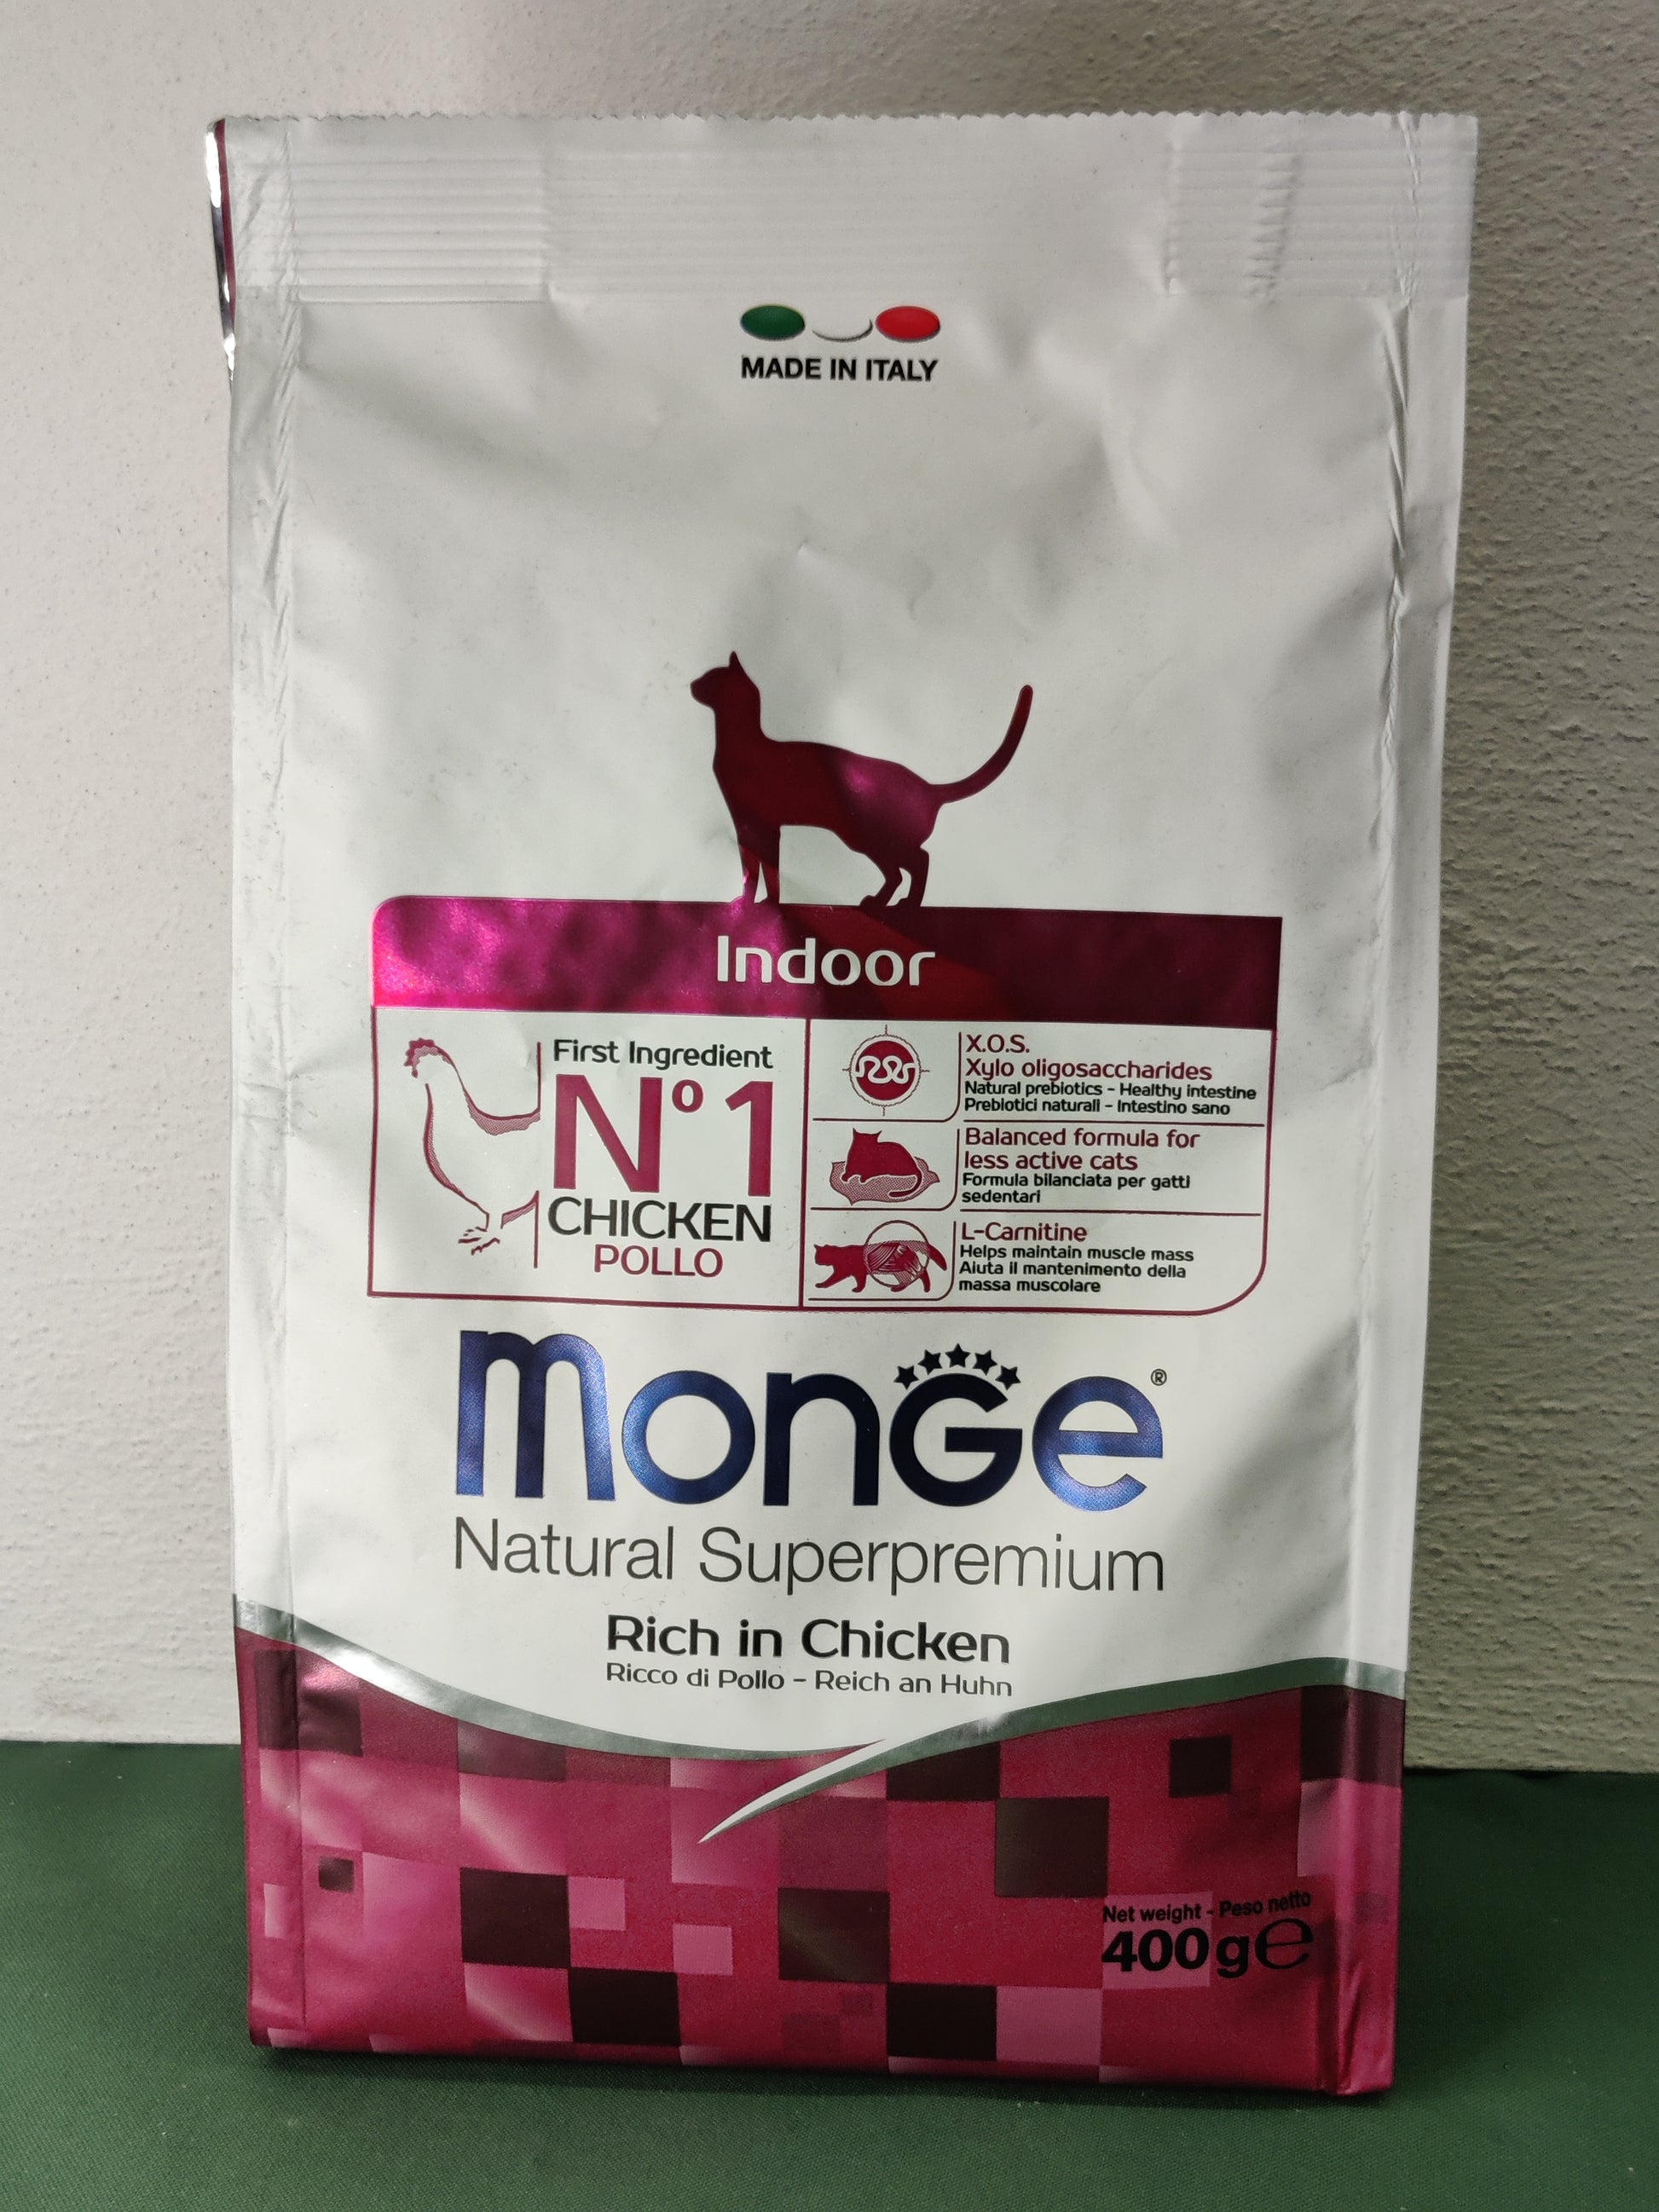 MADE IN ITALY
Indoor
First Ingredient
Nº1
CHICKEN
POLLO
X.O.S.
Xylo oligosaccharides
Natural prebiotics - Healthy intestine
Prebiotici naturali - Intestino sano
Balanced formula for
less active cats
Formula bilanciata per gatti
sedentari
L-Carnitine
Helps maintain muscle mass
Aiuta il mantenimento della
massa muscolare
monGe®
Natural Superpremium
Rich in Chicken
Ricco di Pollo - Reich an Huhn
Net weight - Peso netto
400g℮